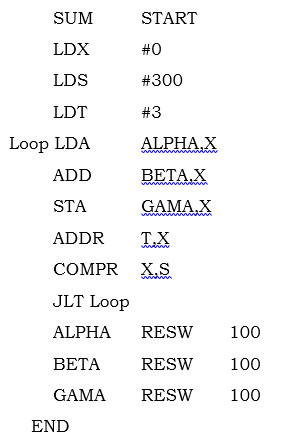 SUM START
LDX #0
LDS #300
LDT #3
Loop LDA ALPHA,X
ADD BETA,X
STA GAMA,X
ADDR T,X
COMPR X,S
JLT Loop
ALPHA RESW 100
BETA RESW 100
GAMA RESW 100
END